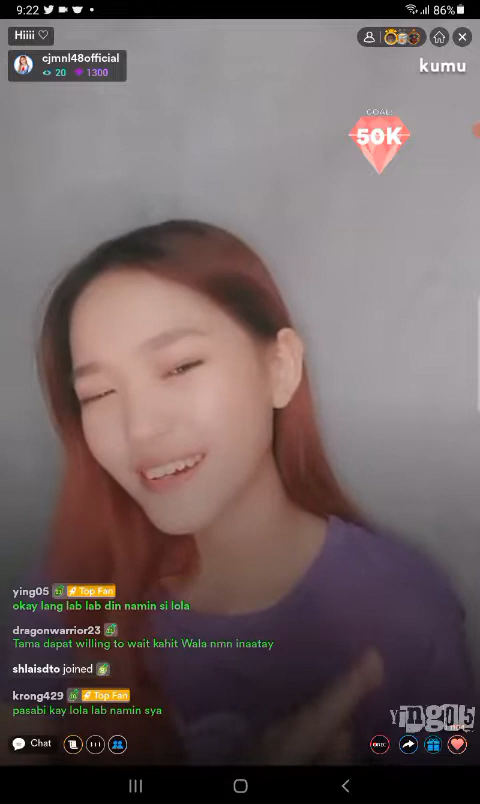 9:22
86%
Hiiii ♡
cjmnl48official
20 1300
kumu
GOAL:
50K
ying05 Top Fan
okay lang lab lab din namin si lola
dragonwarrior23
Tama dapat willing to wait kahit Wala nmn inaatay
shlaisdto joined
krong429 Top Fan
pasabi kay lola lab namin sya
Yingo15
Chat